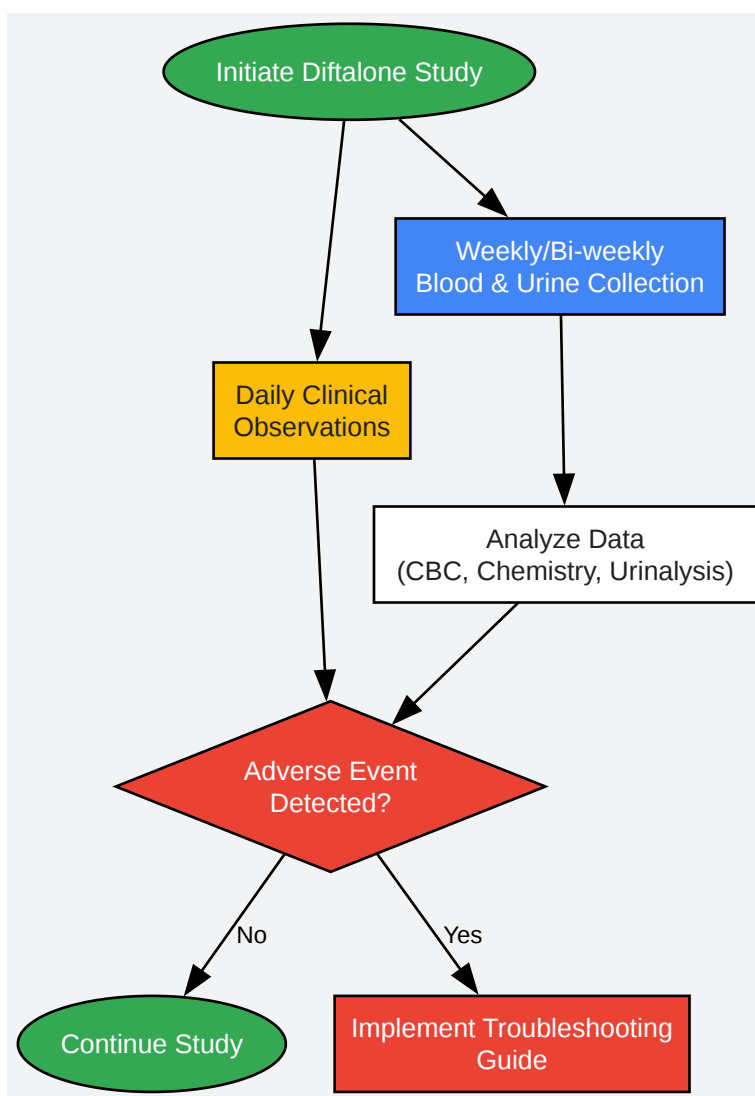 Initiate Diftalone Study
Weekly/Bi-weekly
Blood & Urine Collection
Daily Clinical
Observations
Analyze Data
(CBC, Chemistry, Urinalysis)
Adverse Event
Detected?
No
Yes
Continue Study
Implement Troubleshooting
Guide